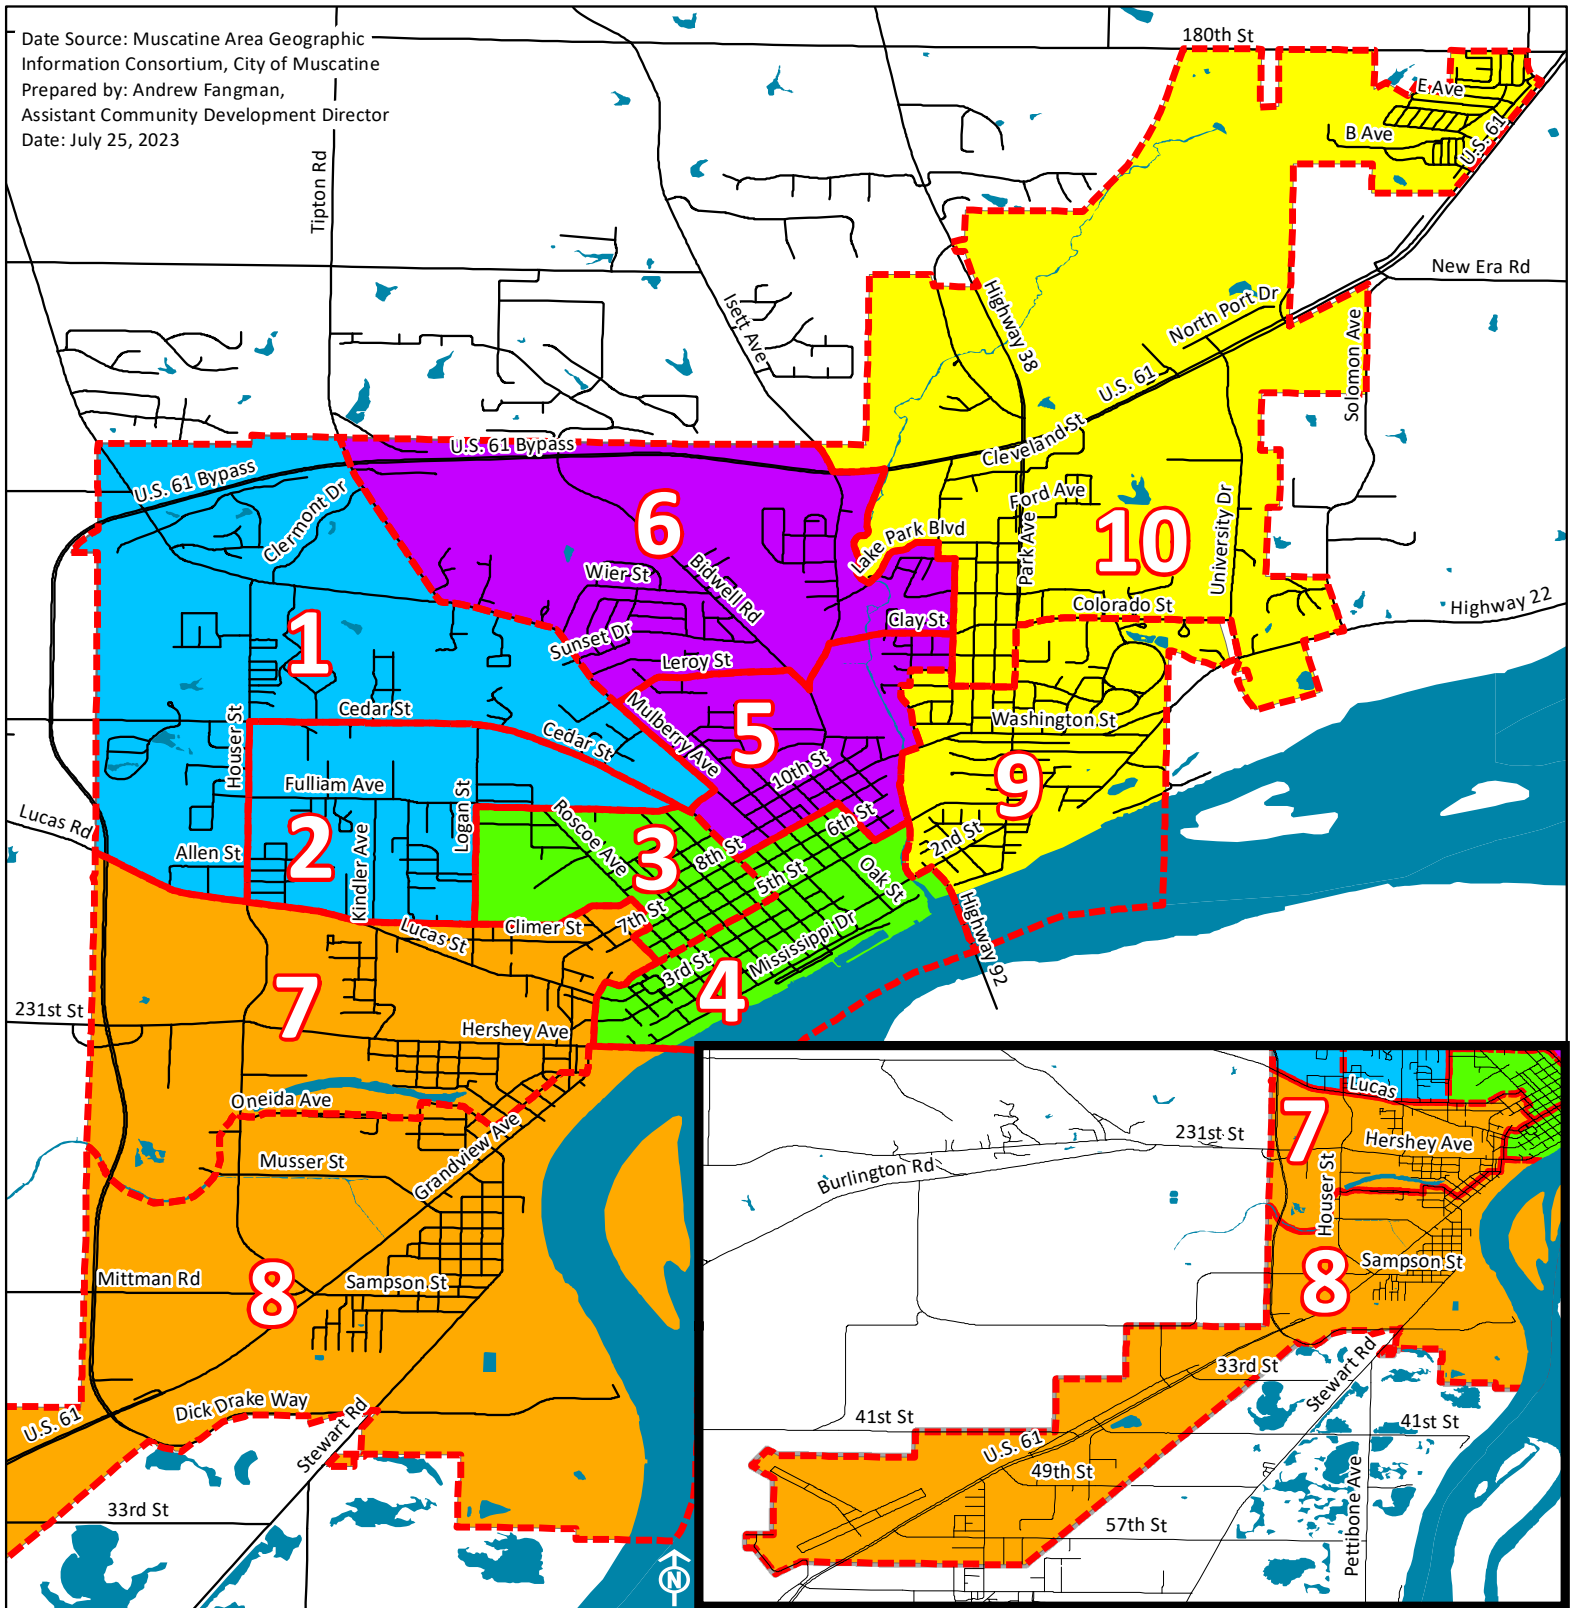 Date Source: Muscatine Area Geographic
Information Consortium, City of Muscatine
Prepared by: Andrew Fangman,
Assistant Community Development Director
Date: July 25, 2023
180th St
E Ave
B Ave
U.S. 61
Tipton Rd
New Era Rd
Isett Ave
Highway 38
North Port Dr
Solomon Ave
U.S. 61
Cleveland St
U.S. 61 Bypass
U.S. 61 Bypass
Clermont Dr
6
Ford Ave
10
University Dr
Lake Park Blvd
Park Ave
Wier St
Bidwell Rd
Colorado St
Highway 22
Clay St
1
Sunset Dr
Leroy St
Cedar St
Mulberry Ave
5
Washington St
Houser St
Cedar St
10th St
9
Fulliam Ave
Logan St
Lucas Rd
Roscoe Ave
6th St
2nd St
Allen St
2
Kindler Ave
3
8th St
5th St
Oak St
7th St
Climer St
Lucas St
Mississippi Dr
Highway 92
3rd St
4
7
231st St
Hershey Ave
Oneida Ave
Musser St
Grandview Ave
Mittman Rd
8
Sampson St
Dick Drake Way
U.S. 61
Stewart Rd
33rd St
N
Lucas
7
231st St
Hershey Ave
Burlington Rd
Houser St
8
Sampson St
33rd St
Stewart Rd
41st St
41st St
U.S. 61
49th St
57th St
Pettibone Ave